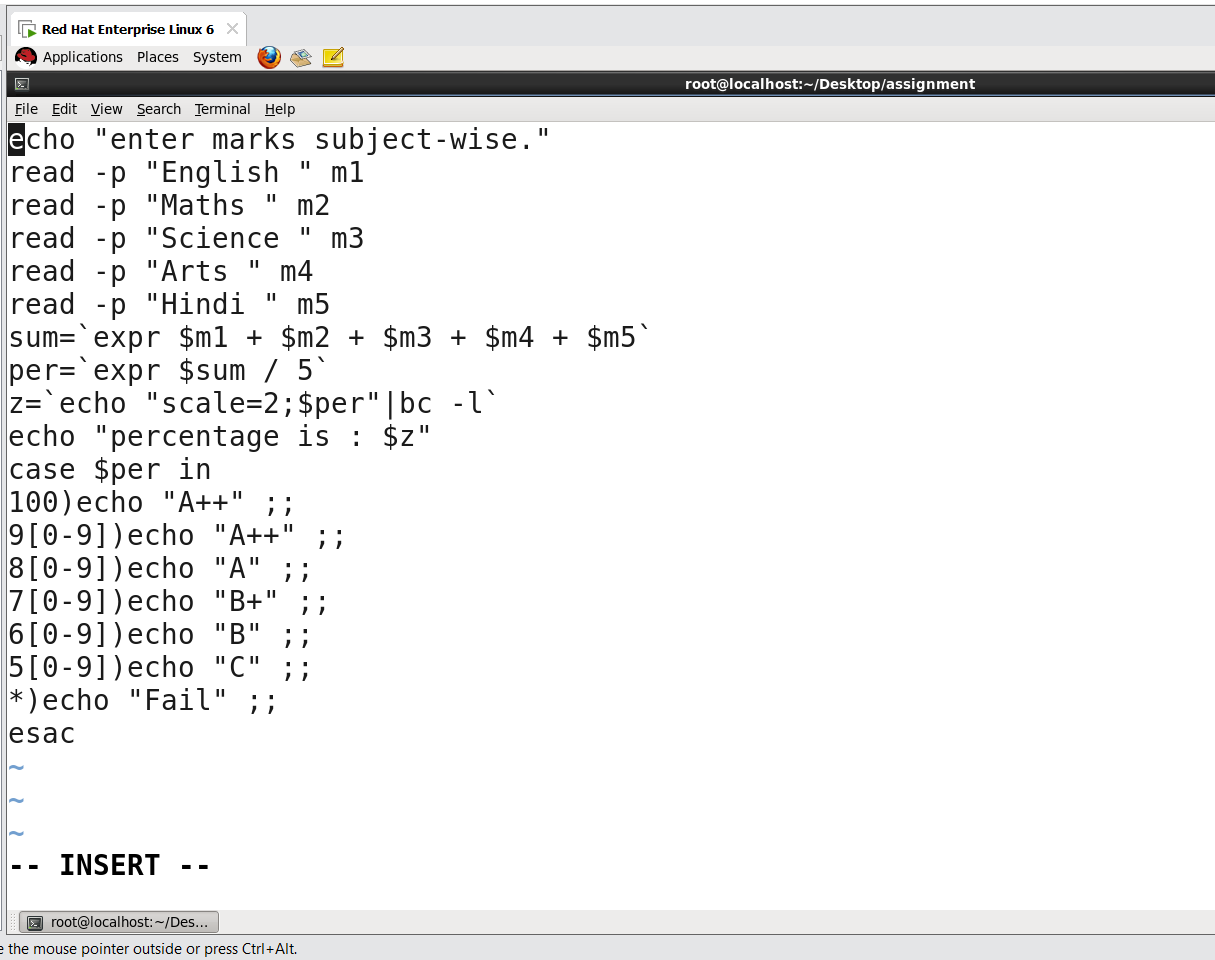 Red Hat Enterprise Linux 6
Applications Places System
root@localhost:~/Desktop/assignment
File Edit View Search Terminal Help
echo "enter marks subject-wise."
read -p "English " m1
read -p "Maths " m2
read -p "Science " m3
read -p "Arts " m4
read -p "Hindi " m5
sum=`expr $m1 + $m2 + $m3 + $m4 + $m5`
per=`expr $sum / 5`
z=`echo "scale=2;$per"|bc -l`
echo "percentage is : $z"
case $per in
100)echo "A++" ;;
9[0-9])echo "A++" ;;
8[0-9])echo "A" ;;
7[0-9])echo "B+" ;;
6[0-9])echo "B" ;;
5[0-9])echo "C" ;;
*)echo "Fail" ;;
esac
~
~
~
-- INSERT --
root@localhost:~/Des...
e the mouse pointer outside or press Ctrl+Alt.